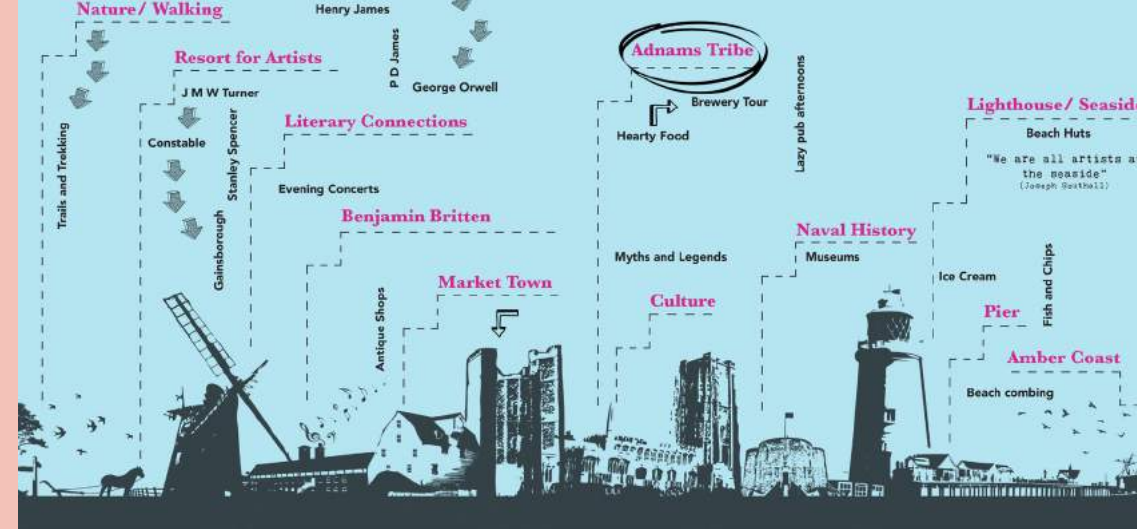 Nature/ Walking
Henry James
P D James
George Orwell
Resort for Artists
J M W Turner
Constable
Stanley Spencer
Gainsborough
Trails and Trekking
Literary Connections
Evening Concerts
Benjamin Britten
Antique Shops
Market Town
Adnams Tribe
Brewery Tour
Hearty Food
Lazy pub afternoons
Myths and Legends
Culture
Naval History
Museums
Lighthouse/ Seaside
Beach Huts
"We are all artists a
the seaside"
(Joseph Southall)
Ice Cream
Fish and Chips
Pier
Amber Coast
Beach combing